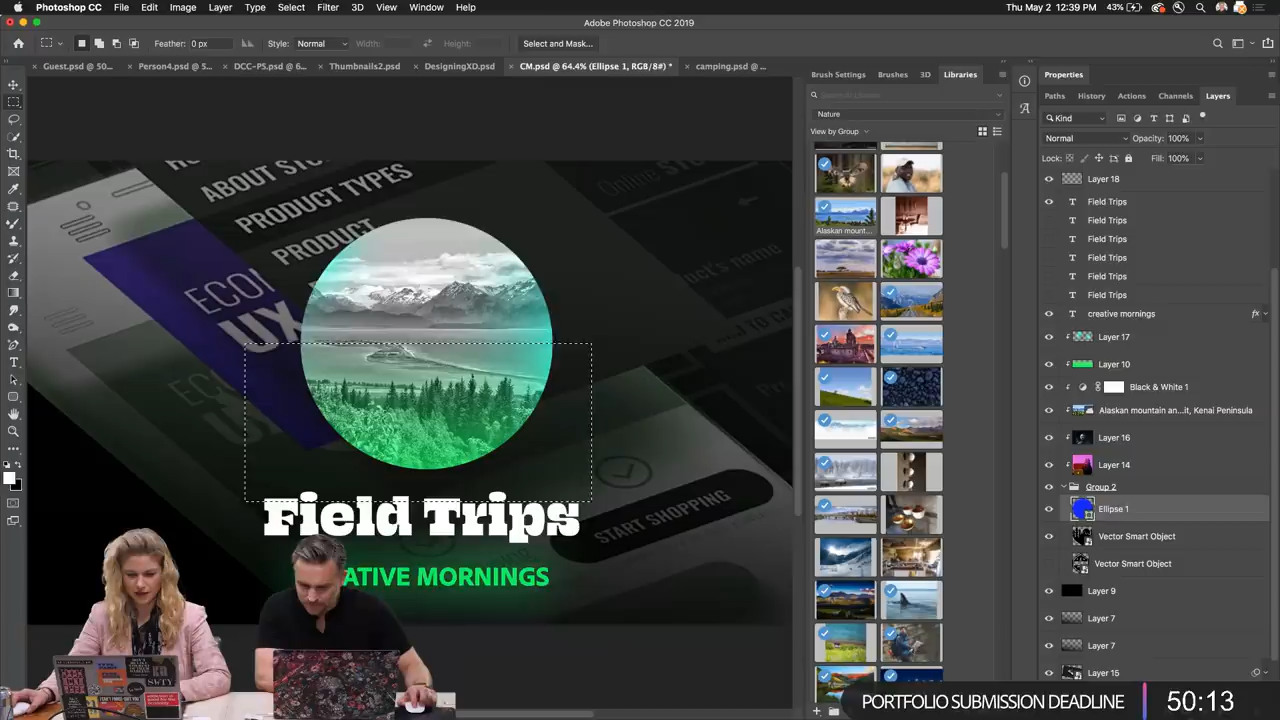 Photoshop CC File Edit Image Layer Type Select Filter 3D View Window Help
Thu May 2 12:39 PM 43%
Adobe Photoshop CC 2019
Feather: 0 px Style: Normal Width: Height: Select and Mask...
Guest.psd @ 50... Person4.psd @ 5... DCC-PS.psd @ 6... Thumbnails2.psd DesigningXD.psd CM.psd @ 64.4% (Ellipse 1, RGB/8#) * camping.psd @ ...
Brush Settings Brushes 3D Libraries
Nature
View by Group
Alaskan mount...
Properties
Paths History Actions Channels Layers
Kind
Normal Opacity: 100%
Lock: Fill: 100%
Layer 18
Field Trips
Field Trips
Field Trips
Field Trips
Field Trips
Field Trips
creative mornings fx
Layer 17
Layer 10
Black & White 1
Alaskan mountain an...it, Kenai Peninsula
Layer 16
Layer 14
Group 2
Ellipse 1
Vector Smart Object
Vector Smart Object
Layer 9
Layer 7
Layer 7
Layer 15
ABOUT STO
PRODUCT TYPES
PRODUCT
Online
uct's name
ECO
UX
START SHOPPING
Field Trips
ATIVE MORNINGS
PORTFOLIO SUBMISSION DEADLINE 50:13